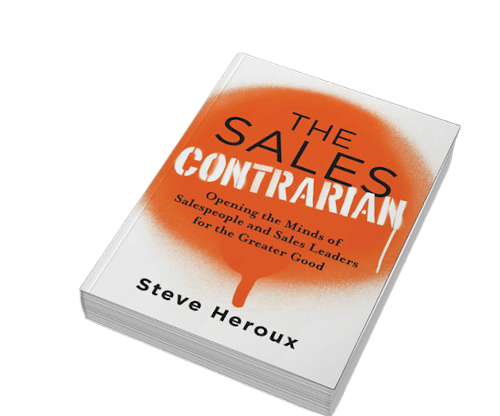 THE
SALES
CONTRARIAN
Opening the Minds of
Salespeople and Sales Leaders
for the Greater Good
Steve Heroux